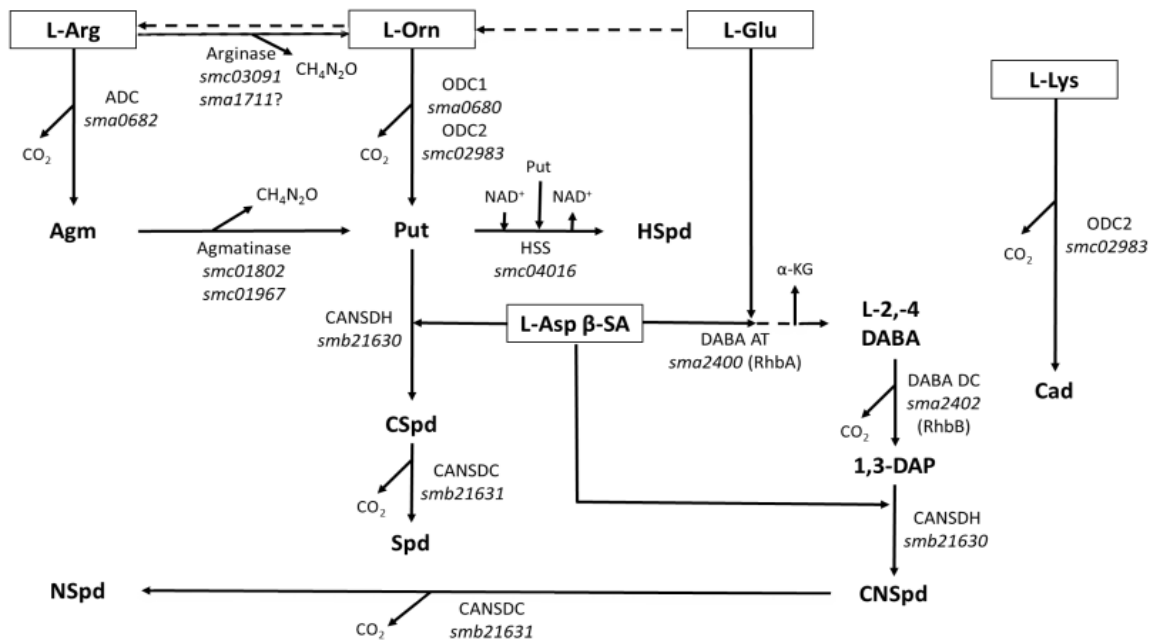 L-Arg
L-Orn
L-Glu
Arginase
smc03091
sma1711?
CH₄N₂O
L-Lys
ADC
sma0682
CO₂
ODC1
sma0680
ODC2
smc02983
CO₂
Put
NAD⁺
NAD⁺
CH₄N₂O
Agm
Put
HSpd
ODC2
smc02983
CO₂
Agmatinase
smc01802
smc01967
HSS
smc04016
α-KG
CANSDH
smb21630
L-Asp β-SA
DABA AT
sma2400 (RhbA)
L-2,-4
DABA
DABA DC
sma2402
(RhbB)
CO₂
Cad
CSpd
1,3-DAP
CANSDC
smb21631
CO₂
CANSDH
smb21630
Spd
NSpd
CNSpd
CANSDC
smb21631
CO₂